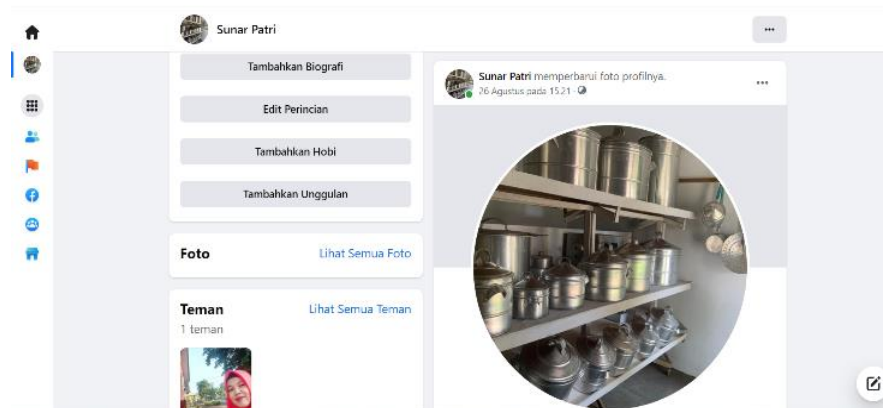 Sunar Patri
Tambahkan Biografi
Edit Perincian
Tambahkan Hobi
Tambahkan Unggulan
Foto
Lihat Semua Foto
Teman
Lihat Semua Teman
1 teman
Sunar Patri memperbarui foto profilnya.
26 Agustus pada 15.21 ·